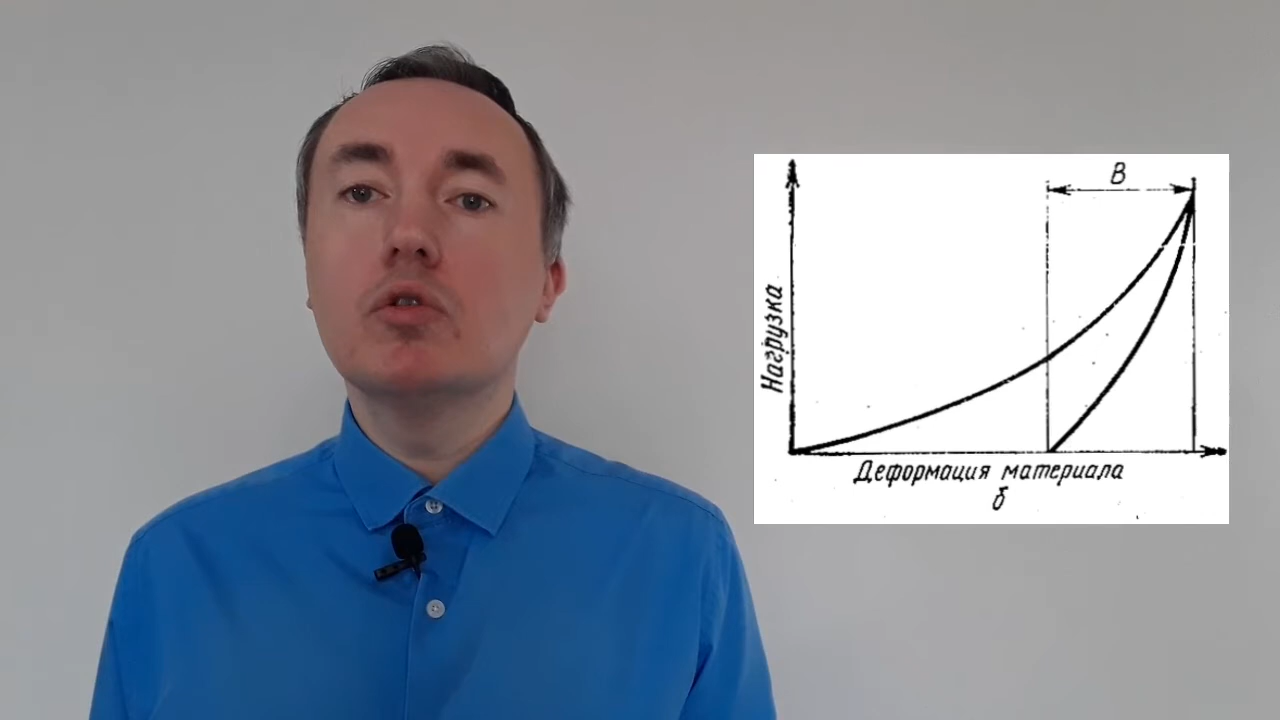 В
Нагрузка
Деформация материала
б